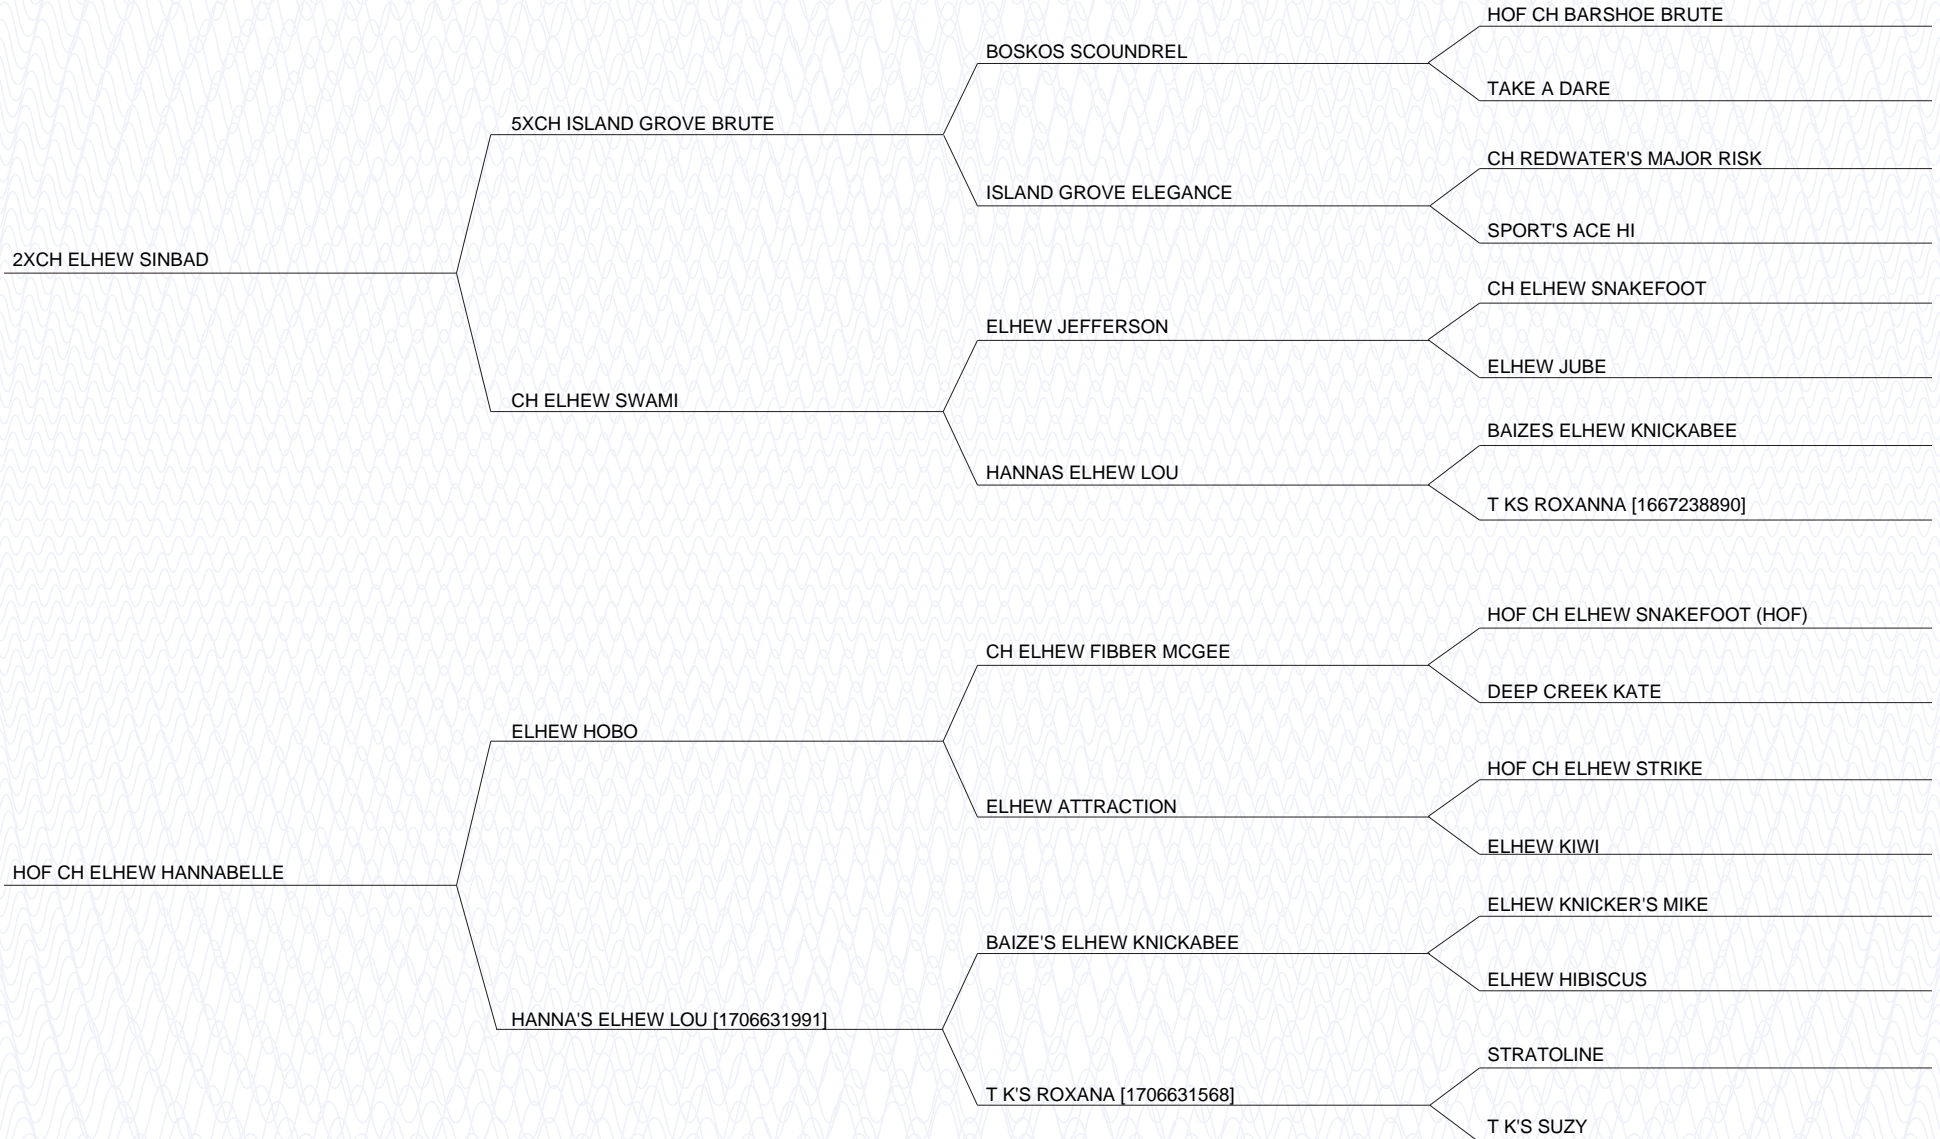 HOF CH BARSHOE BRUTE
BOSKOS SCOUNDREL
TAKE A DARE
5XCH ISLAND GROVE BRUTE
CH REDWATER'S MAJOR RISK
ISLAND GROVE ELEGANCE
SPORT'S ACE HI
2XCH ELHEW SINBAD
CH ELHEW SNAKEFOOT
ELHEW JEFFERSON
ELHEW JUBE
CH ELHEW SWAMI
BAIZES ELHEW KNICKABEE
HANNAS ELHEW LOU
T KS ROXANNA [1667238890]
HOF CH ELHEW SNAKEFOOT (HOF)
CH ELHEW FIBBER MCGEE
DEEP CREEK KATE
ELHEW HOBO
HOF CH ELHEW STRIKE
ELHEW ATTRACTION
ELHEW KIWI
HOF CH ELHEW HANNABELLE
ELHEW KNICKER'S MIKE
BAIZE'S ELHEW KNICKABEE
ELHEW HIBISCUS
HANNA'S ELHEW LOU [1706631991]
STRATOLINE
T K'S ROXANA [1706631568]
T K'S SUZY